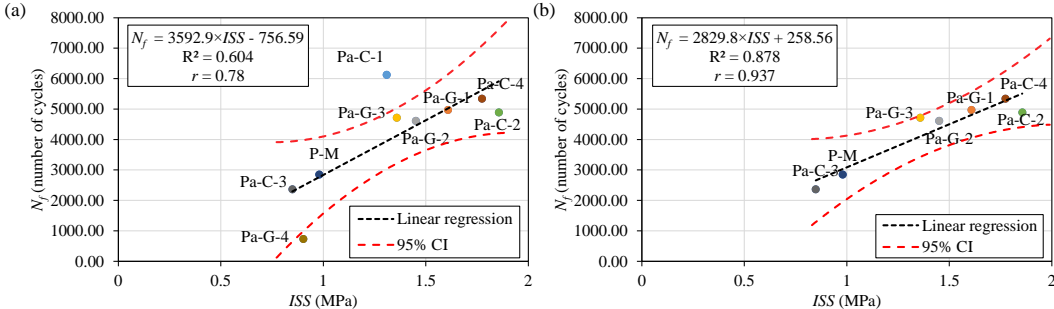 (a)
8000.00
7000.00
6000.00
5000.00
4000.00
3000.00
2000.00
1000.00
0.00
N_f (number of cycles)
N_f = 3592.9×ISS - 756.59
R² = 0.604
r = 0.78
Pa-C-1
Pa-C-4
Pa-G-1
Pa-G-3
Pa-C-2
Pa-G-2
P-M
Pa-C-3
Pa-G-4
Linear regression
95% CI
0 0.5 1 1.5 2
ISS (MPa)
(b)
8000.00
7000.00
6000.00
5000.00
4000.00
3000.00
2000.00
1000.00
0.00
N_f (number of cycles)
N_f = 2829.8×ISS + 258.56
R² = 0.878
r = 0.937
Pa-C-4
Pa-G-1
Pa-G-3
Pa-C-2
Pa-G-2
P-M
Pa-C-3
Linear regression
95% CI
0 0.5 1 1.5 2
ISS (MPa)